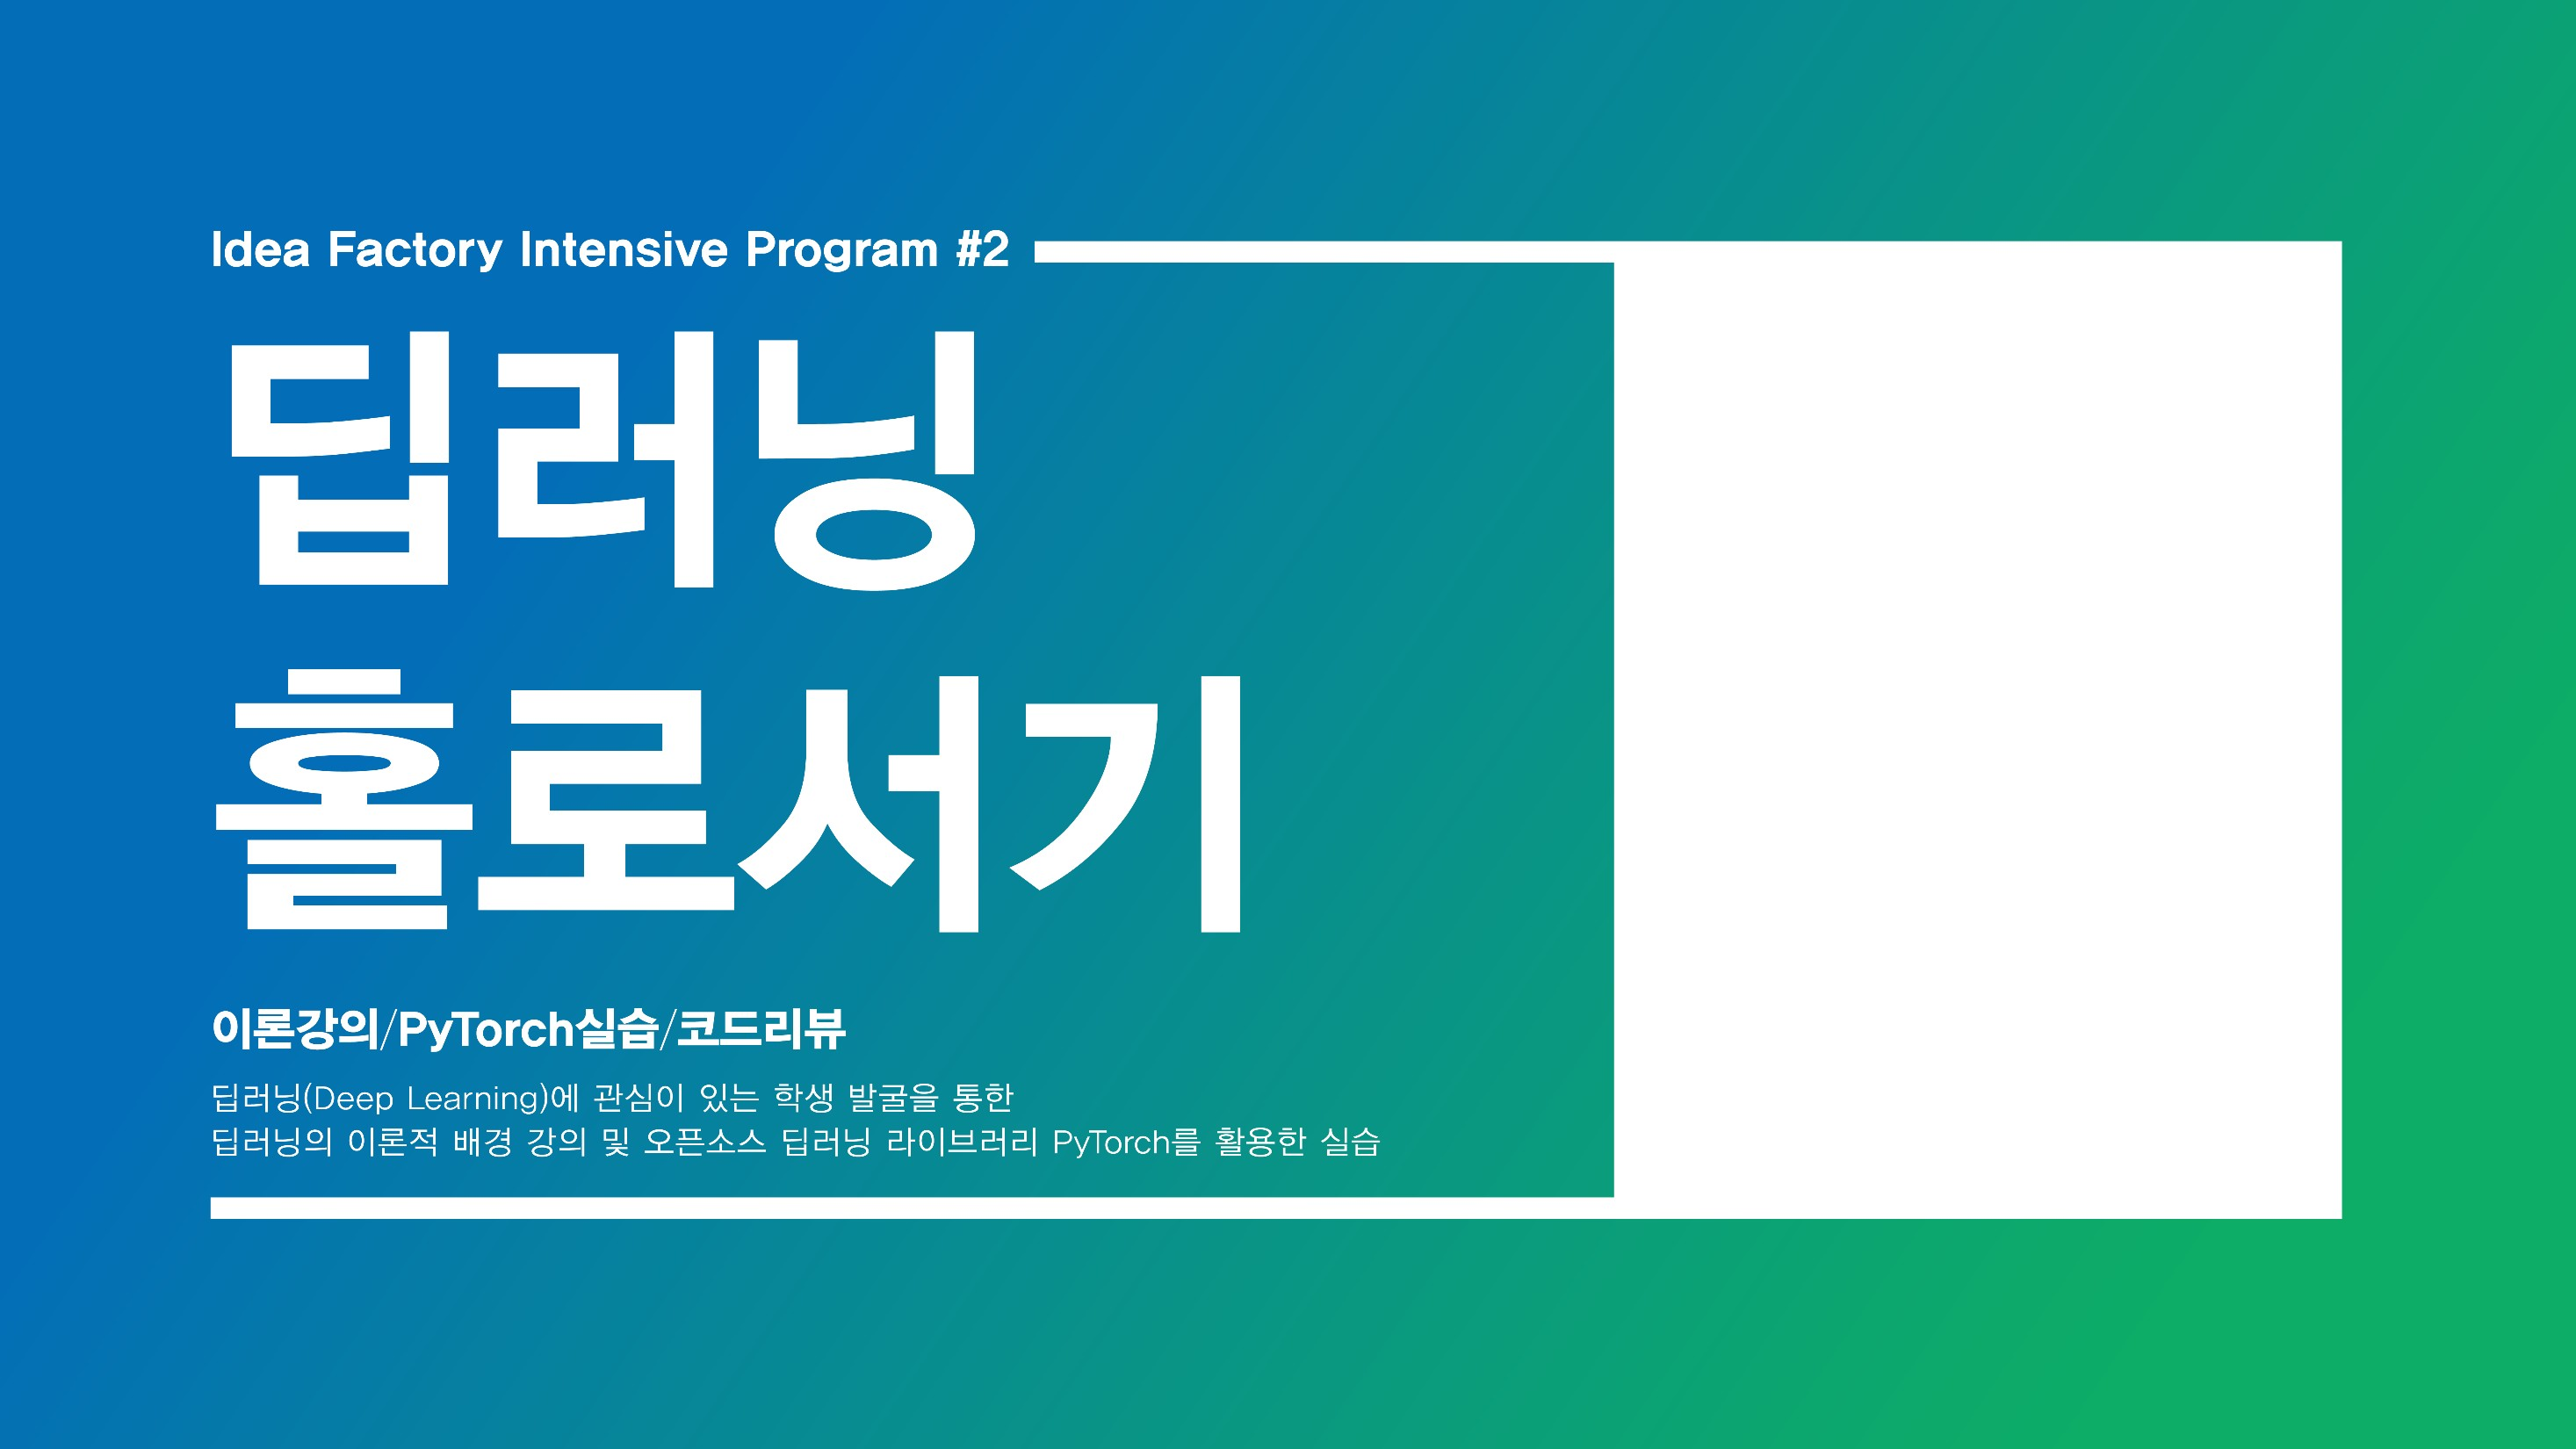 Idea Factory Intensive Program #2
딥러닝
홀로서기
이론강의/PyTorch실습/코드리뷰
딥러닝(Deep Learning)에 관심이 있는 학생 발굴을 통한
딥러닝의 이론적 배경 강의 및 오픈소스 딥러닝 라이브러리 PyTorch를 활용한 실습